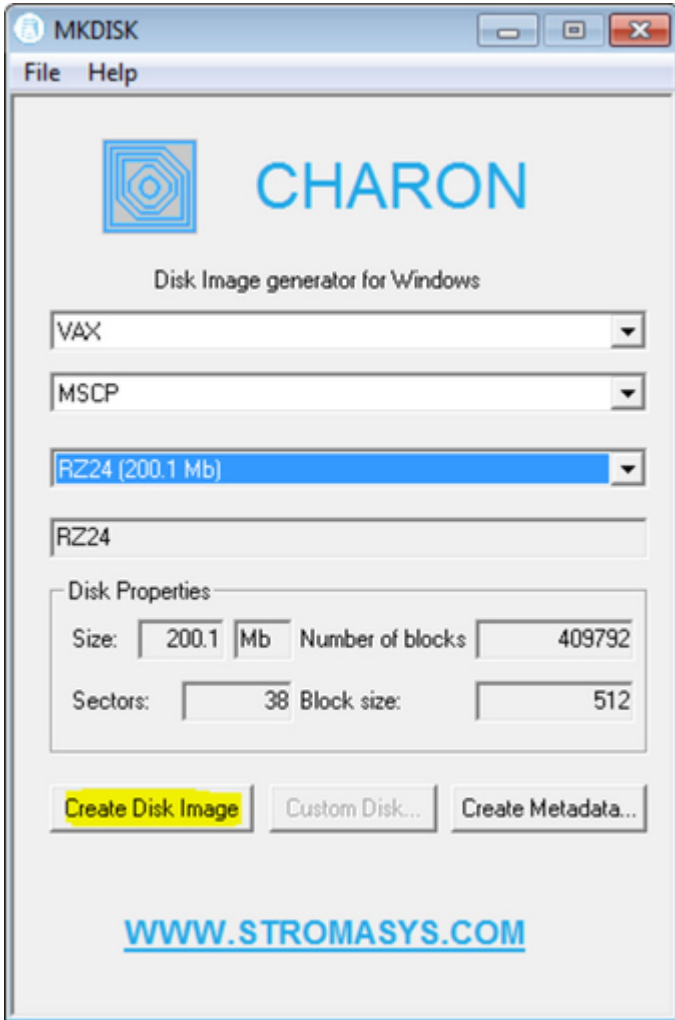 MKDISK
File Help
CHARON
Disk Image generator for Windows
VAX
MSCP
RZ24 (200.1 Mb)
RZ24
Disk Properties
Size: 200.1 Mb Number of blocks 409792
Sectors: 38 Block size: 512
Create Disk Image Custom Disk... Create Metadata...
WWW.STROMASYS.COM